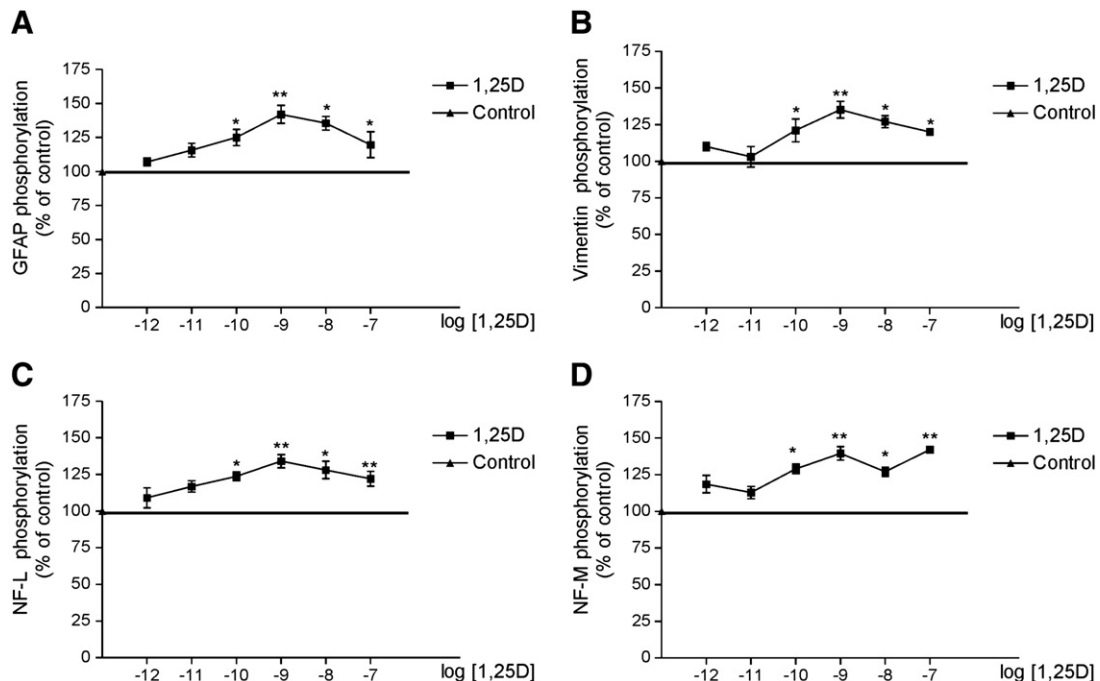 A
GFAP phosphorylation
(% of control)
175
150
125
100
75
50
25
0
* ** * *
-12 -11 -10 -9 -8 -7 log [1,25D]
1,25D
Control
B
Vimentin phosphorylation
(% of control)
175
150
125
100
75
50
25
0
* ** * *
-12 -11 -10 -9 -8 -7 log [1,25D]
1,25D
Control
C
NF-L phosphorylation
(% of control)
175
150
125
100
75
50
25
0
* ** * **
-12 -11 -10 -9 -8 -7 log [1,25D]
1,25D
Control
D
NF-M phosphorylation
(% of control)
175
150
125
100
75
50
25
0
* ** * **
-12 -11 -10 -9 -8 -7 log [1,25D]
1,25D
Control